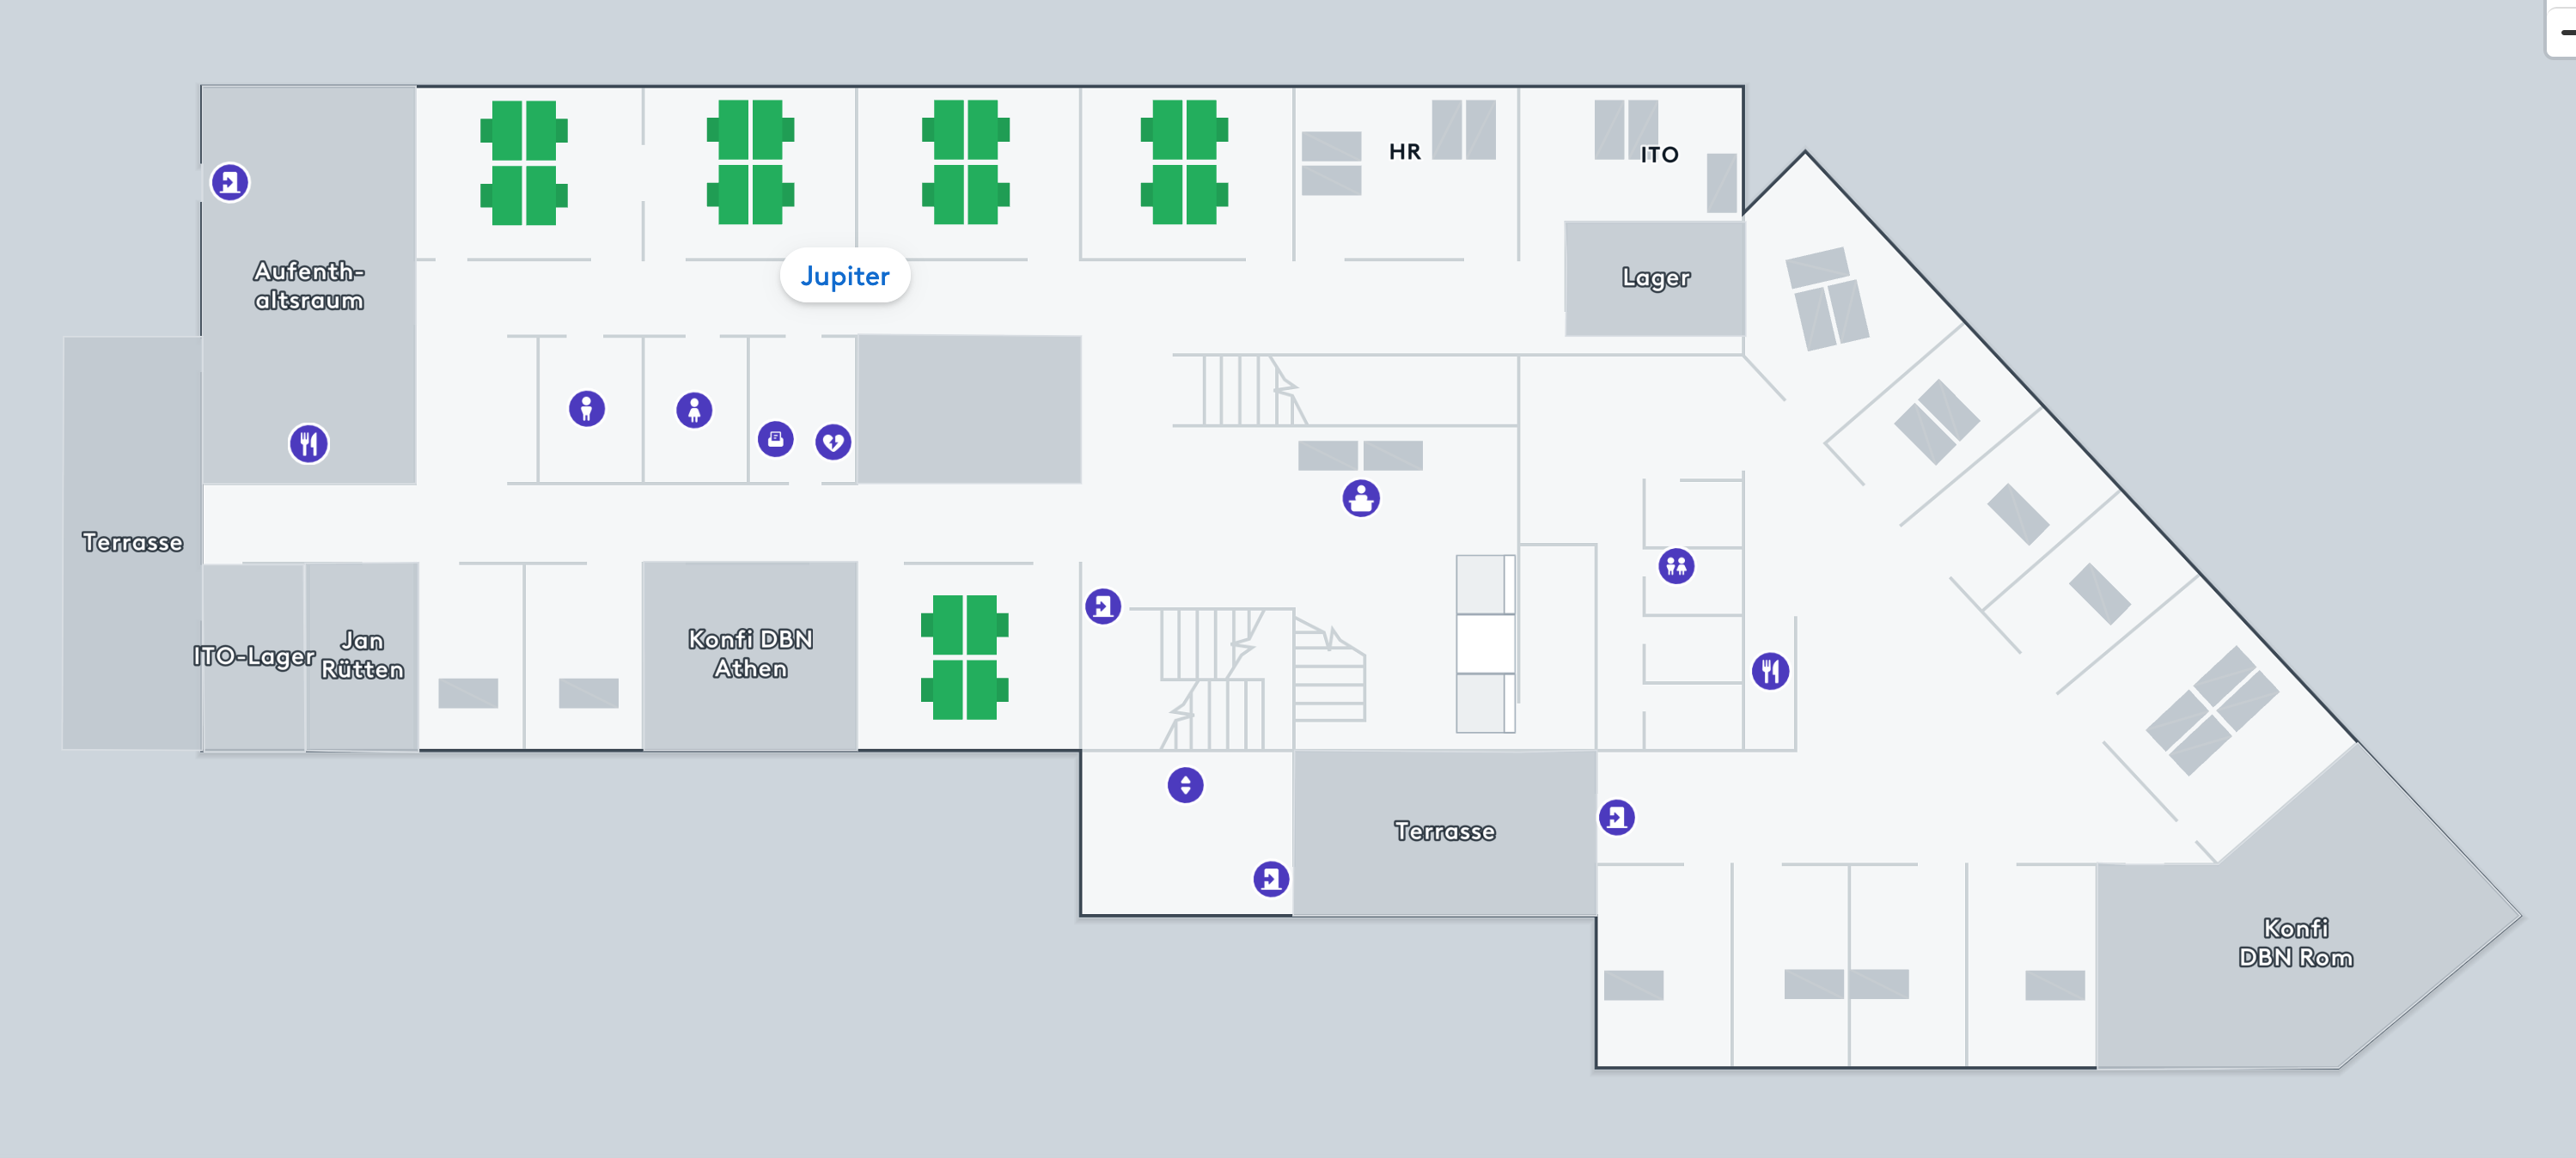 HR
ITO
Aufenth-
altsraum
Jupiter
Lager
Terrasse
ITO-Lager
Jan
Rütten
Konfi DBN
Athen
Terrasse
Konfi
DBN Rom